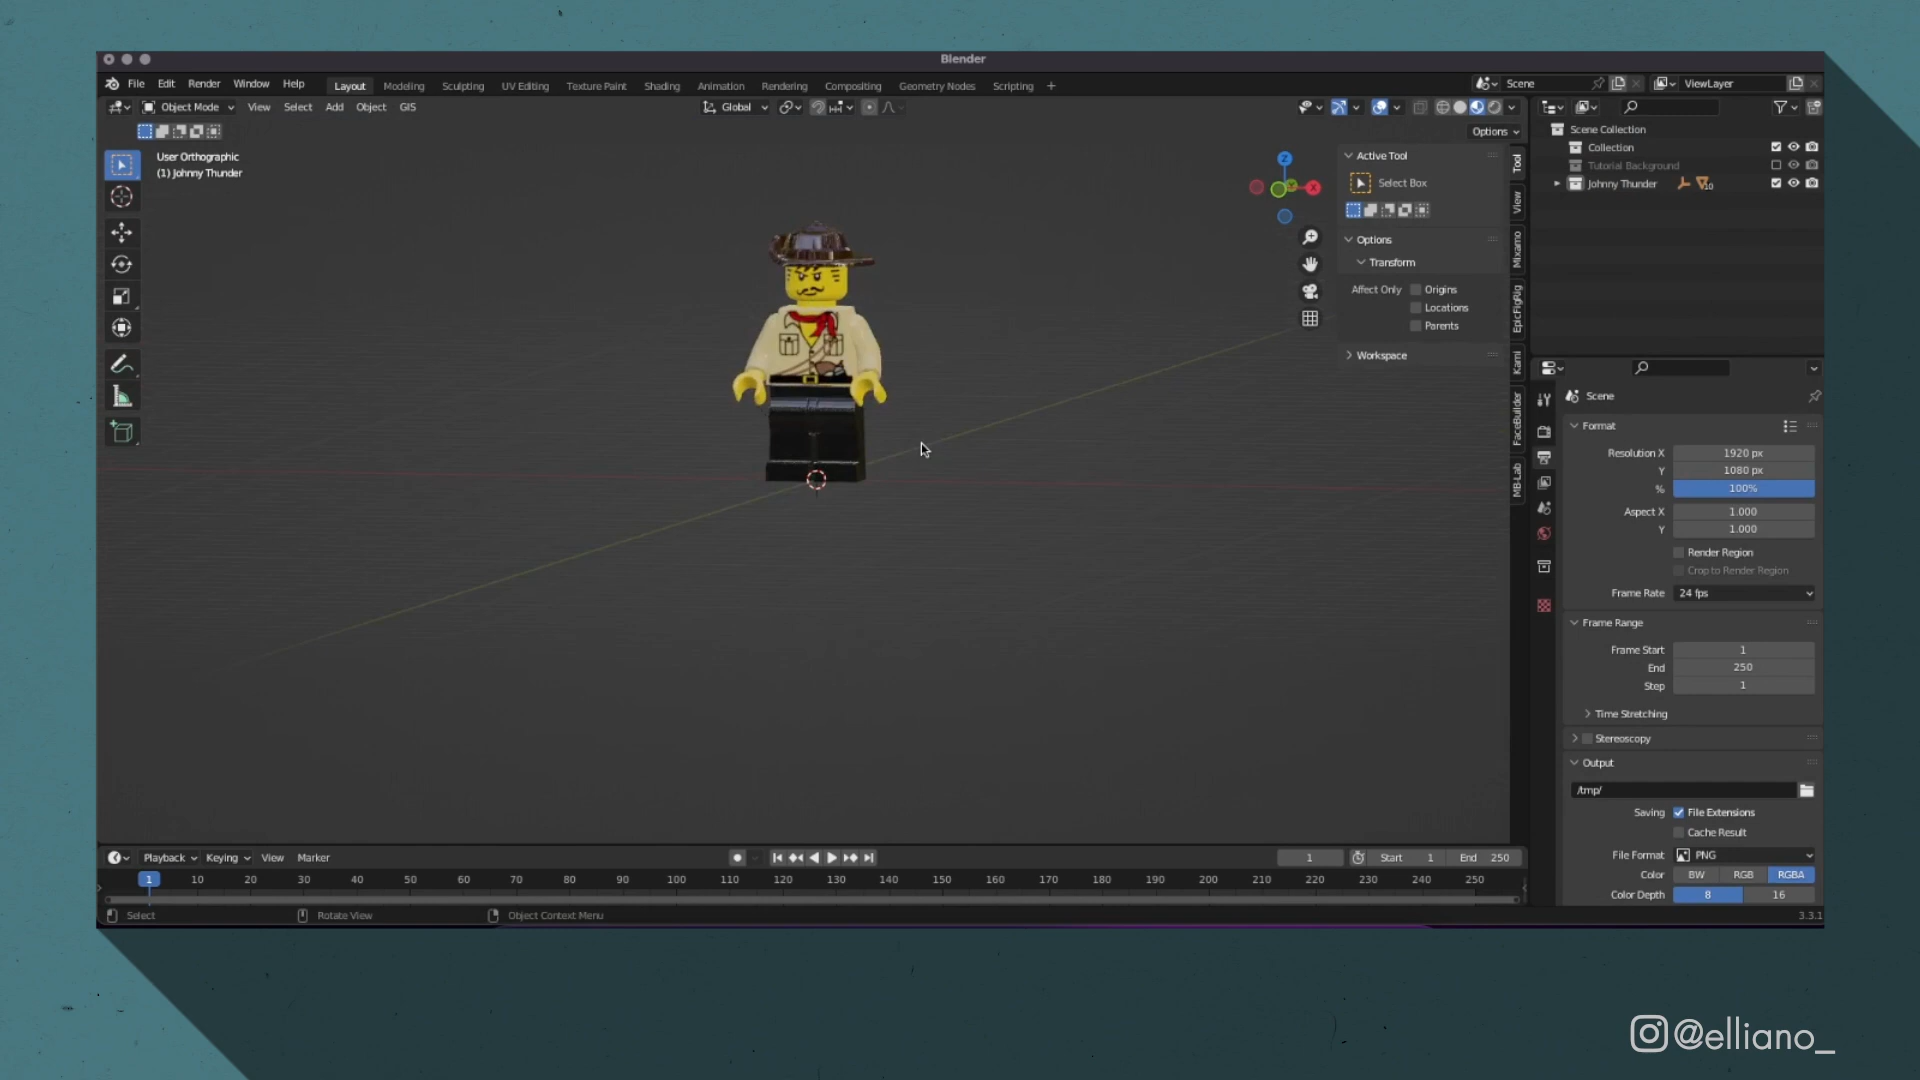 Blender
File Edit Render Window Help Layout Modeling Sculpting UV Editing Texture Paint Shading Animation Rendering Compositing Geometry Nodes Scripting + Scene ViewLayer
Object Mode View Select Add Object GIS Global
Options
User Orthographic
(1) Johnny Thunder
Z
X
Active Tool
Select Box
Options
Transform
Affect Only Origins
Locations
Parents
Workspace
Tool
View
Mixamo
EpicFigRig
Kami
FaceBuilder
MB-Lab
Scene Collection
Collection
Tutorial Background
Johnny Thunder 10
Scene
Format
Resolution X 1920 px
Y 1080 px
% 100%
Aspect X 1.000
Y 1.000
Render Region
Crop to Render Region
Frame Rate 24 fps
Frame Range
Frame Start 1
End 250
Step 1
Time Stretching
Stereoscopy
Output
/tmp/
Saving File Extensions
Cache Result
File Format PNG
Color BW RGB RGBA
Color Depth 8 16
Playback Keying View Marker 1 Start 1 End 250
1 10 20 30 40 50 60 70 80 90 100 110 120 130 140 150 160 170 180 190 200 210 220 230 240 250
Select Rotate View Object Context Menu 3.3.1
@elliano_